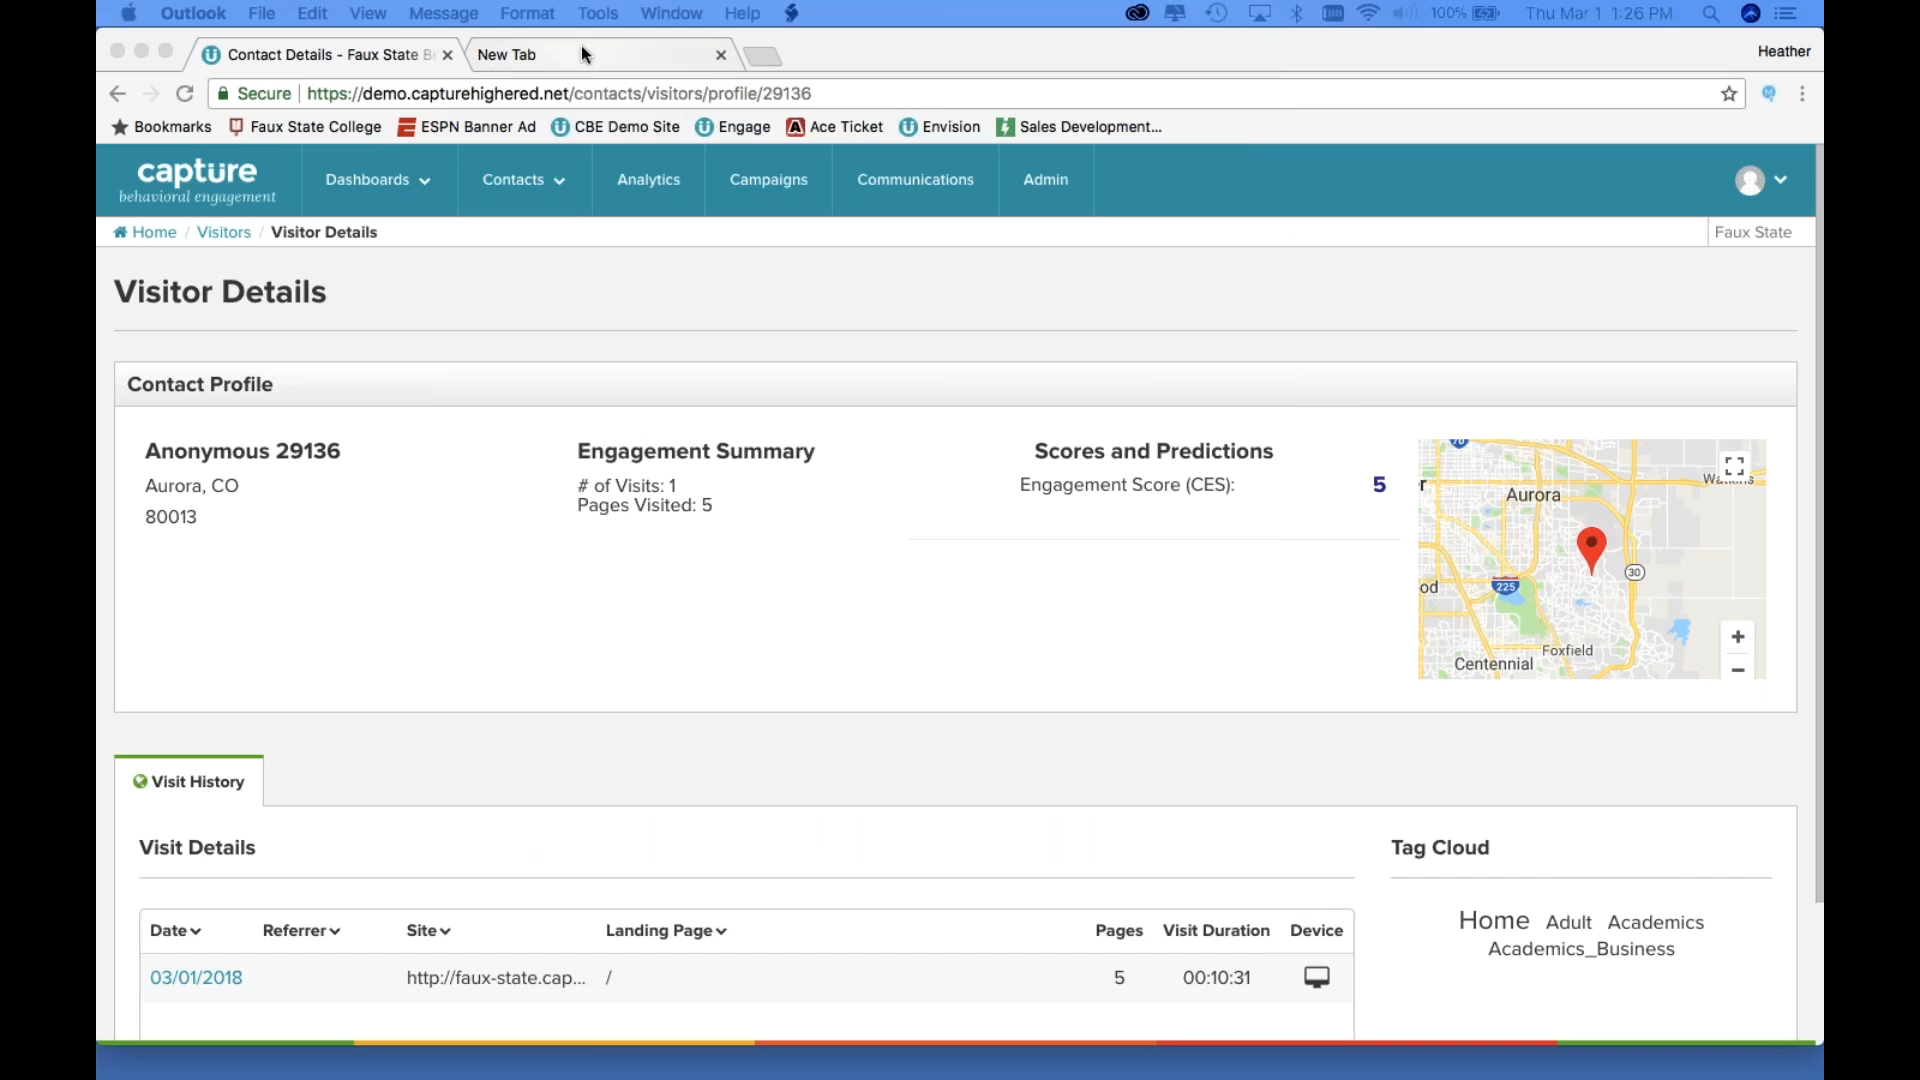 Outlook File Edit View Message Format Tools Window Help 100% Thu Mar 1 1:26 PM
Contact Details - Faux State B New Tab Heather
Secure https://demo.capturehighered.net/contacts/visitors/profile/29136
Bookmarks Faux State College ESPN Banner Ad CBE Demo Site Engage Ace Ticket Envision Sales Development...
capture
behavioral engagement
Dashboards Contacts Analytics Campaigns Communications Admin
Home / Visitors / Visitor Details Faux State
Visitor Details
Contact Profile
Anonymous 29136
Aurora, CO
80013
Engagement Summary
# of Visits: 1
Pages Visited: 5
Scores and Predictions
Engagement Score (CES): 5
70
Aurora
225
30
od
Foxfield
Centennial
+
−
Visit History
Visit Details
Date Referrer Site Landing Page Pages Visit Duration Device
03/01/2018 http://faux-state.cap... / 5 00:10:31
Tag Cloud
Home Adult Academics
Academics_Business